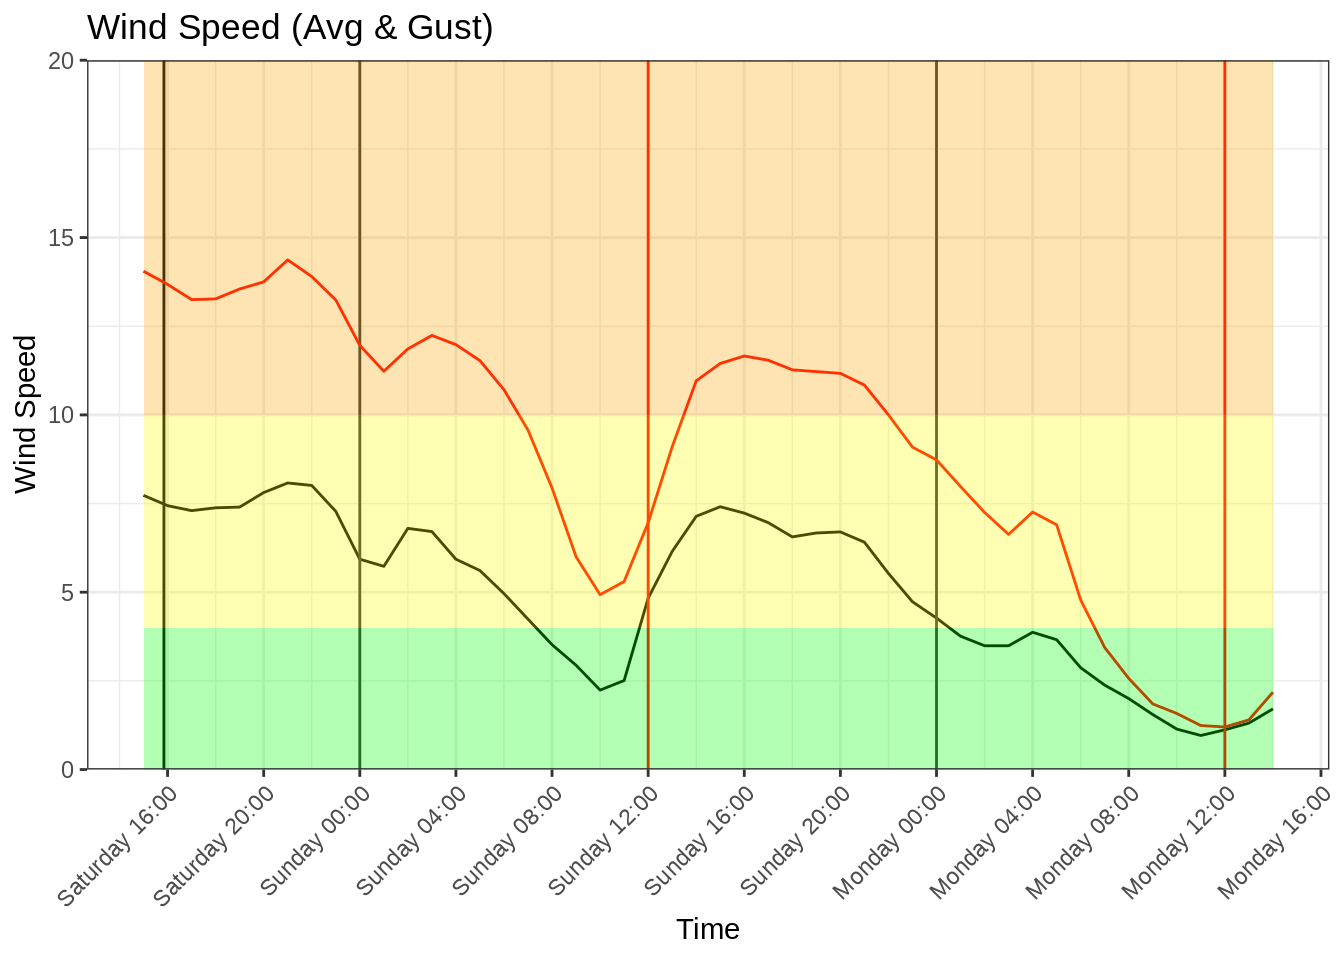 Wind Speed (Avg & Gust)
20
15
10
5
0
Wind Speed
Saturday 16:00
Saturday 20:00
Sunday 00:00
Sunday 04:00
Sunday 08:00
Sunday 12:00
Sunday 16:00
Sunday 20:00
Monday 00:00
Monday 04:00
Monday 08:00
Monday 12:00
Monday 16:00
Time